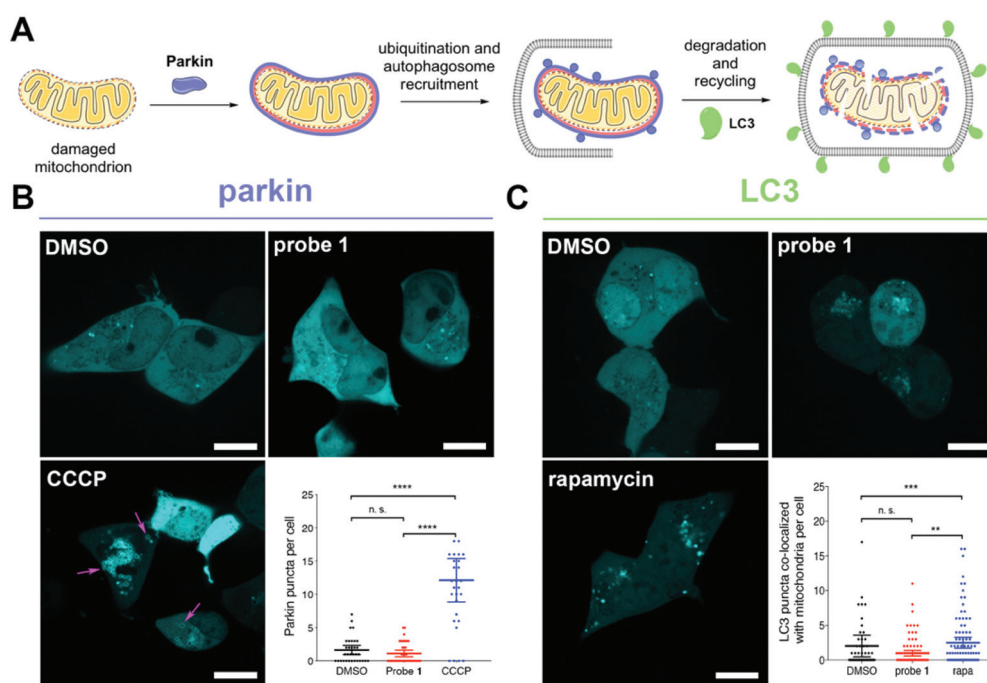 A
damaged
mitochondrion
Parkin
ubiquitination and
autophagosome
recruitment
degradation
and
recycling
LC3
B
parkin
DMSO
probe 1
CCCP
Parkin puncta per cell
25
20
15
10
5
0
****
n. s.
****
DMSO
Probe 1
CCCP
C
LC3
DMSO
probe 1
rapamycin
LC3 puncta co-localized
with mitochondria per cell
25
20
15
10
5
0
***
n. s.
**
DMSO
probe 1
rapa